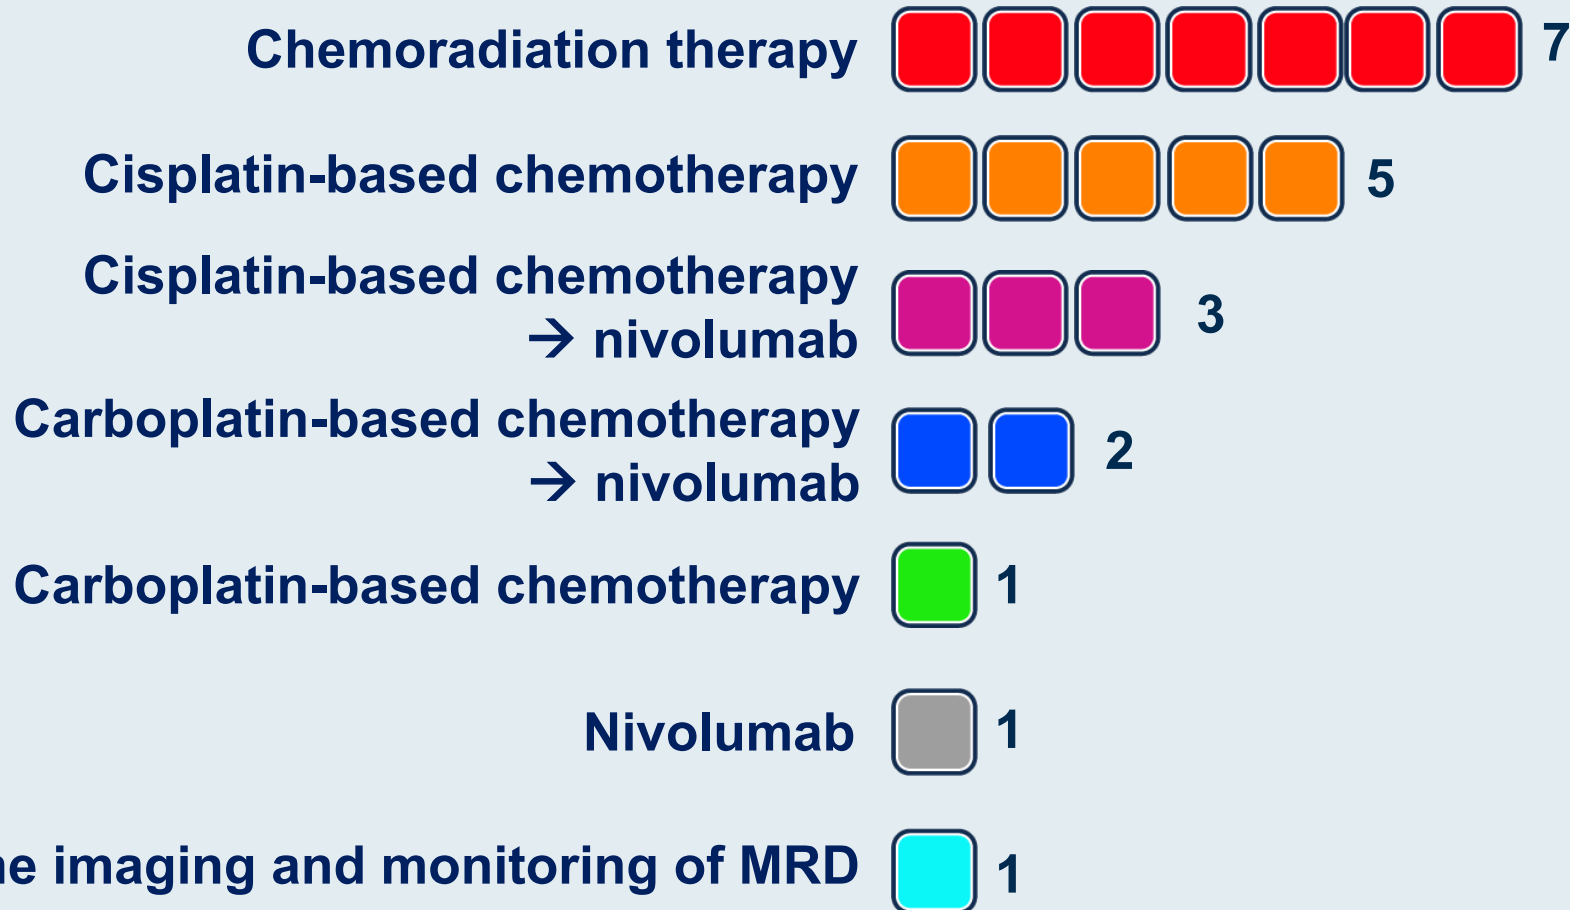 Chemoradiation therapy 7
Cisplatin-based chemotherapy 5
Cisplatin-based chemotherapy
→ nivolumab 3
Carboplatin-based chemotherapy
→ nivolumab 2
Carboplatin-based chemotherapy 1
Nivolumab 1
imaging and monitoring of MRD 1